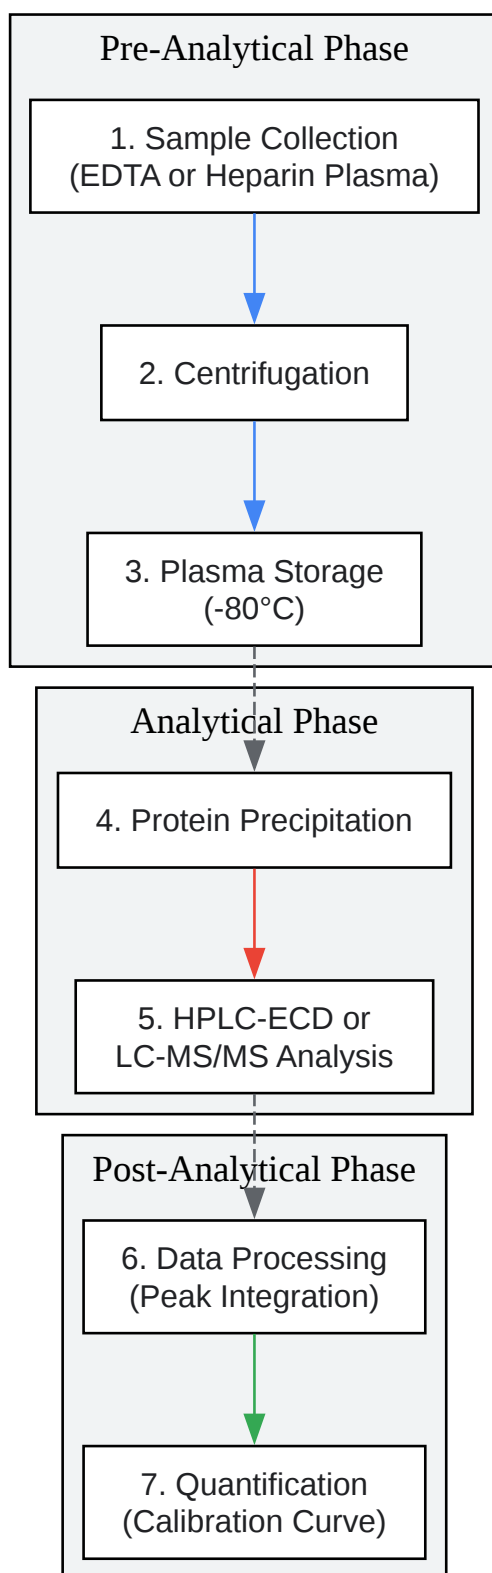 Pre-Analytical Phase
1. Sample Collection
(EDTA or Heparin Plasma)
2. Centrifugation
3. Plasma Storage
(-80°C)
Analytical Phase
4. Protein Precipitation
5. HPLC-ECD or
LC-MS/MS Analysis
Post-Analytical Phase
6. Data Processing
(Peak Integration)
7. Quantification
(Calibration Curve)